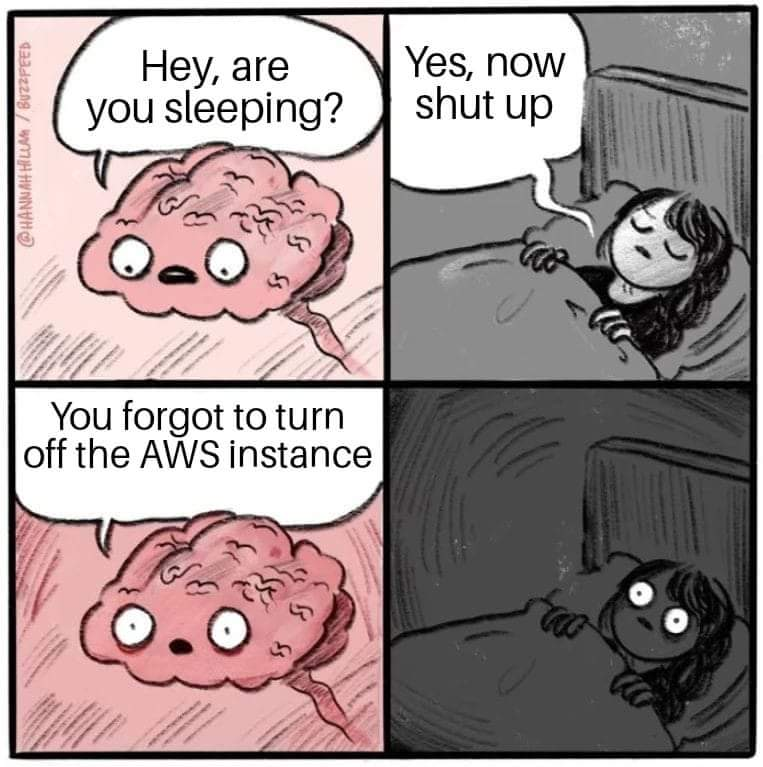 Hey, are
you sleeping?
Yes, now
shut up
@HANNAHHILLAM / BUZZFEED
You forgot to turn
off the AWS instance